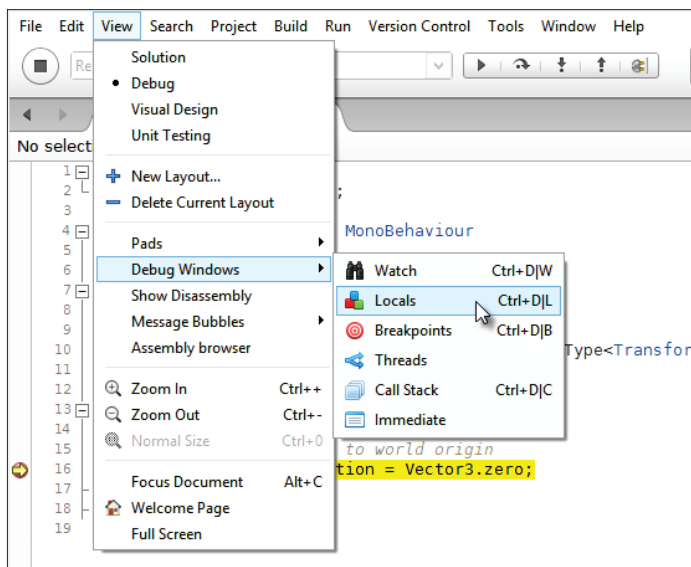 File Edit View Search Project Build Run Version Control Tools Window Help
Re
Solution
Debug
Visual Design
Unit Testing
New Layout...
Delete Current Layout
Pads
Debug Windows
Show Disassembly
Message Bubbles
Assembly browser
Zoom In Ctrl++
Zoom Out Ctrl+-
Normal Size Ctrl+0
Focus Document Alt+C
Welcome Page
Full Screen
Watch Ctrl+D|W
Locals Ctrl+D|L
Breakpoints Ctrl+D|B
Threads
Call Stack Ctrl+D|C
Immediate
No selecti
1
2 ;
3
4 MonoBehaviour
5
6
7
8
9
10 Type<Transfor
11
12
13
14
15 to world origin
16 tion = Vector3.zero;
17
18
19